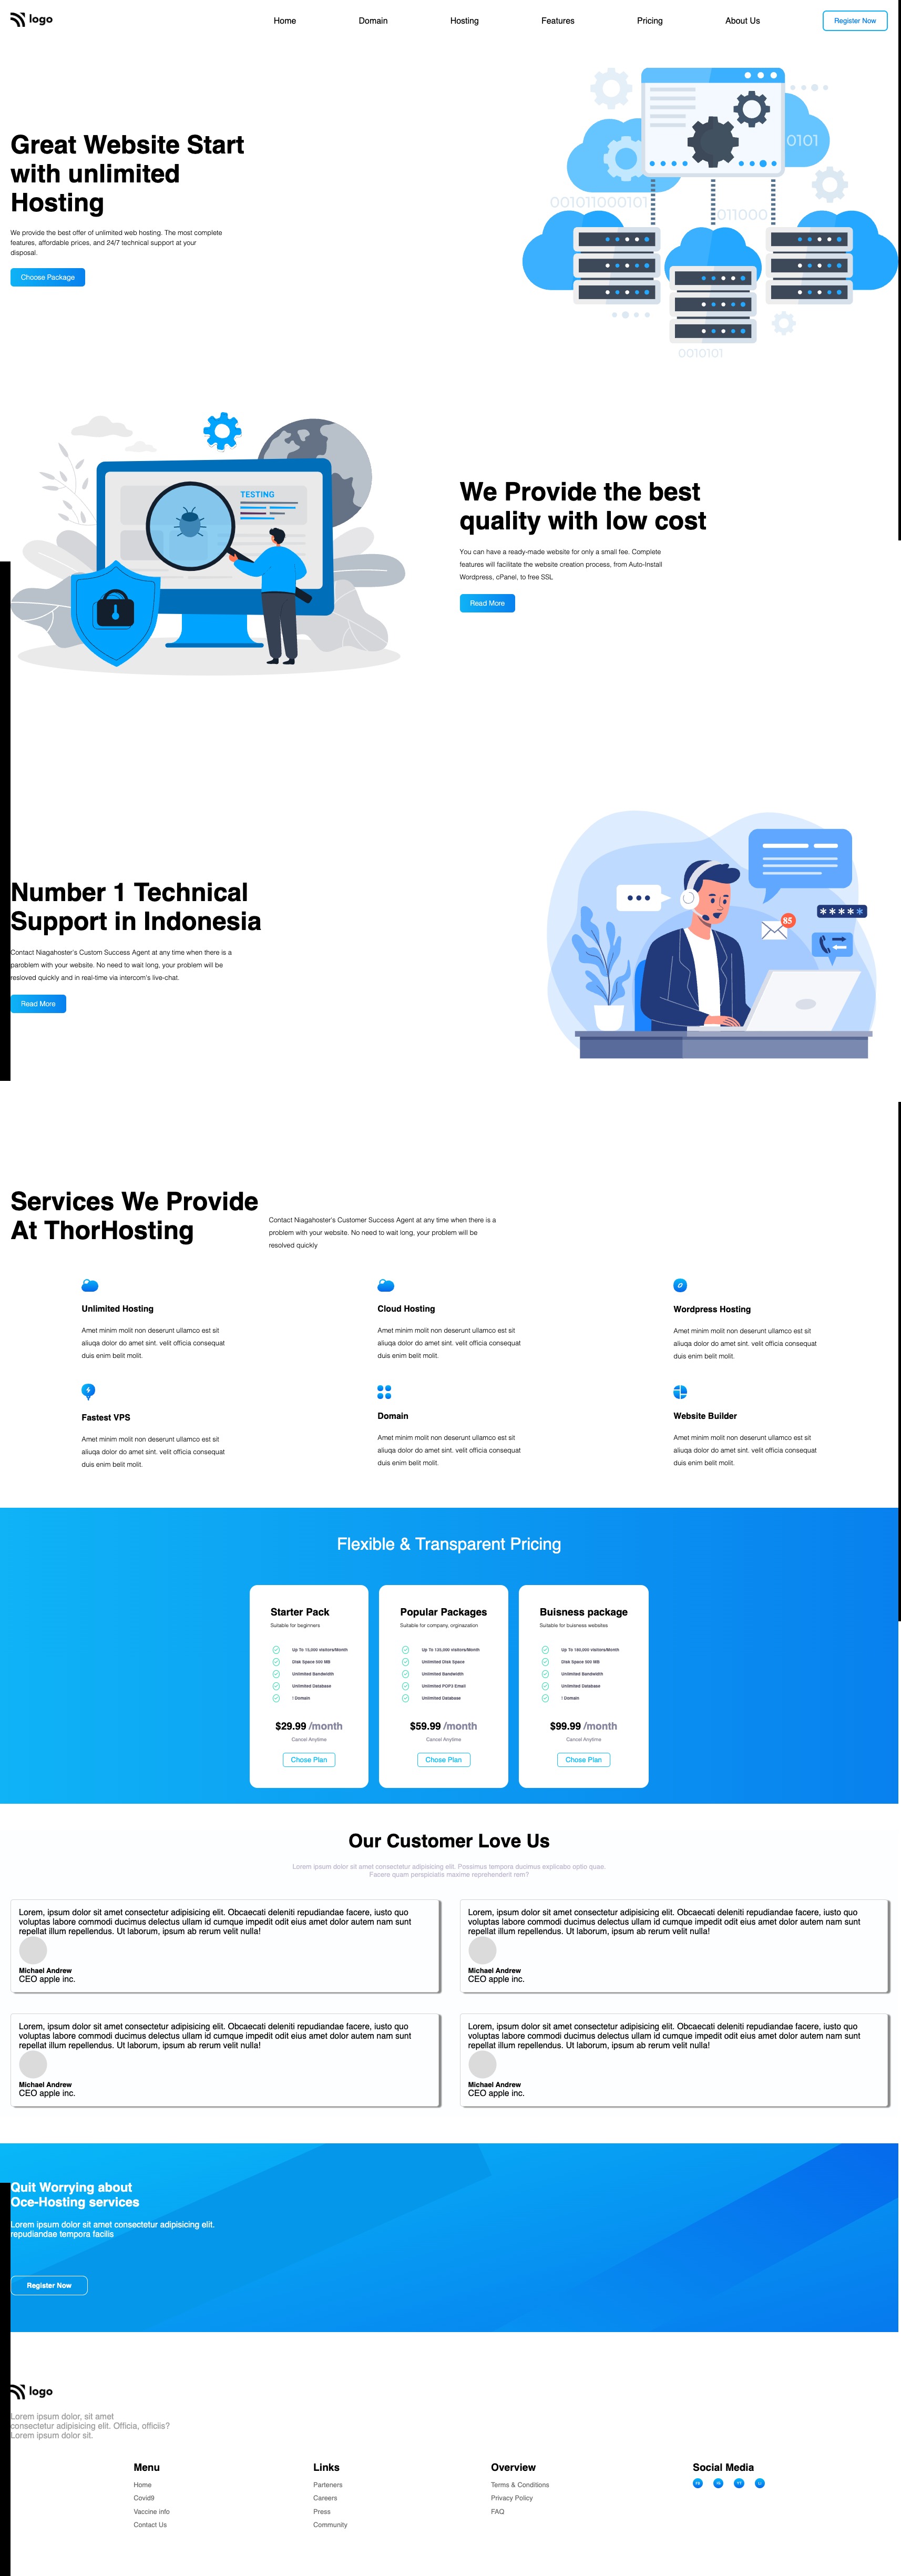 logo
Home Domain Hosting Features Pricing About Us Register Now
Great Website Start
with unlimited
Hosting
We provide the best offer of unlimited web hosting. The most complete
features, affordable prices, and 24/7 technical support at your
disposal.
Choose Package
0101
001011000101
011000
0010101
TESTING
We Provide the best
quality with low cost
You can have a ready-made website for only a small fee. Complete
features will facilitate the website creation process, from Auto-Install
Wordpress, cPanel, to free SSL
Read More
Number 1 Technical
Support in Indonesia
Contact Niagahoster's Custom Success Agent at any time when there is a
paroblem with your website. No need to wait long, your problem will be
resloved quickly and in real-time via intercom's live-chat.
Read More
85
*****
Services We Provide
At ThorHosting
Contact Niagahoster's Customer Success Agent at any time when there is a
problem with your website. No need to wait long, your problem will be
resolved quickly
Unlimited Hosting
Amet minim molit non deserunt ullamco est sit
aliuqa dolor do amet sint. velit officia consequat
duis enim belit molit.
Cloud Hosting
Amet minim molit non deserunt ullamco est sit
aliuqa dolor do amet sint. velit officia consequat
duis enim belit molit.
Wordpress Hosting
Amet minim molit non deserunt ullamco est sit
aliuqa dolor do amet sint. velit officia consequat
duis enim belit molit.
Fastest VPS
Amet minim molit non deserunt ullamco est sit
aliuqa dolor do amet sint. velit officia consequat
duis enim belit molit.
Domain
Amet minim molit non deserunt ullamco est sit
aliuqa dolor do amet sint. velit officia consequat
duis enim belit molit.
Website Builder
Amet minim molit non deserunt ullamco est sit
aliuqa dolor do amet sint. velit officia consequat
duis enim belit molit.
Flexible & Transparent Pricing
Starter Pack
Suitable for beginners
Up To 10,000 visitors/Month
Disk Space 500 MB
Unlimited Bandwidth
Unlimited Database
1 Domain
$29.99 /month
Cancel Anytime
Chose Plan
Popular Packages
Suitable for company, orginazation
Up To 125,000 visitors/Month
Unlimited Disk Space
Unlimited Bandwidth
Unlimited POP3 Email
Unlimited Database
$59.99 /month
Cancel Anytime
Chose Plan
Buisness package
Suitable for buisness websites
Up To 180,000 visitors/Month
Disk Space 500 MB
Unlimited Bandwidth
Unlimited Database
1 Domain
$99.99 /month
Cancel Anytime
Chose Plan
Our Customer Love Us
Lorem ipsum dolor sit amet consectetur adipisicing elit. Possimus tempora ducimus explicabo optio quae.
Facere quam perspiciatis maxime reprehenderit rem?
Lorem, ipsum dolor sit amet consectetur adipisicing elit. Obcaecati deleniti repudiandae facere, iusto quo
voluptas labore commodi ducimus delectus ullam id cumque impedit odit eius amet dolor autem nam sunt
repellat illum repellendus. Ut laborum, ipsum ab rerum velit nulla!
Michael Andrew
CEO apple inc.
Lorem, ipsum dolor sit amet consectetur adipisicing elit. Obcaecati deleniti repudiandae facere, iusto quo
voluptas labore commodi ducimus delectus ullam id cumque impedit odit eius amet dolor autem nam sunt
repellat illum repellendus. Ut laborum, ipsum ab rerum velit nulla!
Michael Andrew
CEO apple inc.
Lorem, ipsum dolor sit amet consectetur adipisicing elit. Obcaecati deleniti repudiandae facere, iusto quo
voluptas labore commodi ducimus delectus ullam id cumque impedit odit eius amet dolor autem nam sunt
repellat illum repellendus. Ut laborum, ipsum ab rerum velit nulla!
Michael Andrew
CEO apple inc.
Lorem, ipsum dolor sit amet consectetur adipisicing elit. Obcaecati deleniti repudiandae facere, iusto quo
voluptas labore commodi ducimus delectus ullam id cumque impedit odit eius amet dolor autem nam sunt
repellat illum repellendus. Ut laborum, ipsum ab rerum velit nulla!
Michael Andrew
CEO apple inc.
Quit Worrying about
Oce-Hosting services
Lorem ipsum dolor sit amet consectetur adipisicing elit.
repudiandae tempora facilis
Register Now
logo
Lorem ipsum dolor, sit amet
consectetur adipisicing elit. Officia, officiis?
Lorem ipsum dolor sit.
Menu
Home
Covid9
Vaccine info
Contact Us
Links
Parteners
Careers
Press
Community
Overview
Terms & Conditions
Privacy Policy
FAQ
Social Media